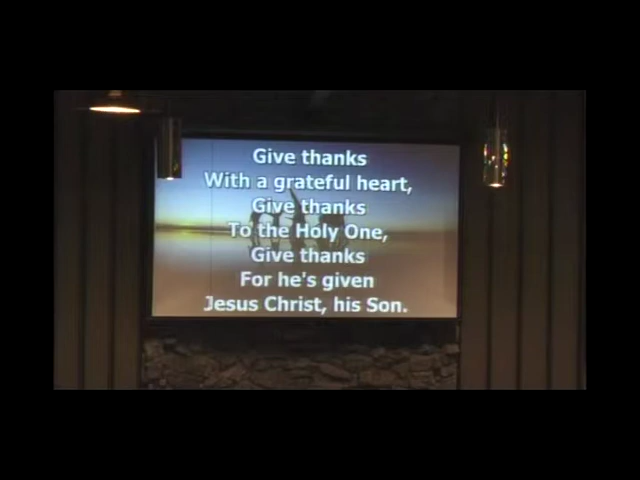 Give thanks
With a grateful heart,
Give thanks
To the Holy One,
Give thanks
For he's given
Jesus Christ, his Son.